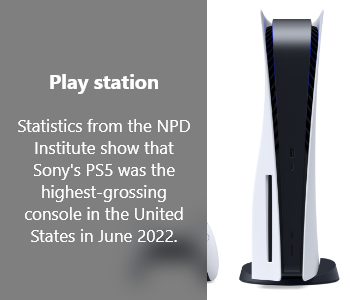 Play station
Statistics from the NPD
Institute show that
Sony's PS5 was the
highest-grossing
console in the United
States in June 2022.